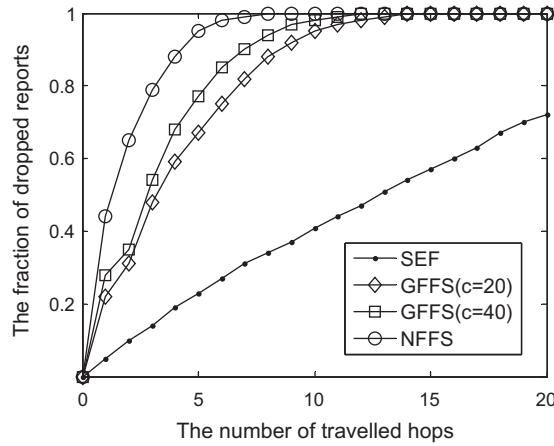 The fraction of dropped reports
1
0.8
0.6
0.4
0.2
0
5
10
15
20
The number of travelled hops
SEF
GFFS(c=20)
GFFS(c=40)
NFFS